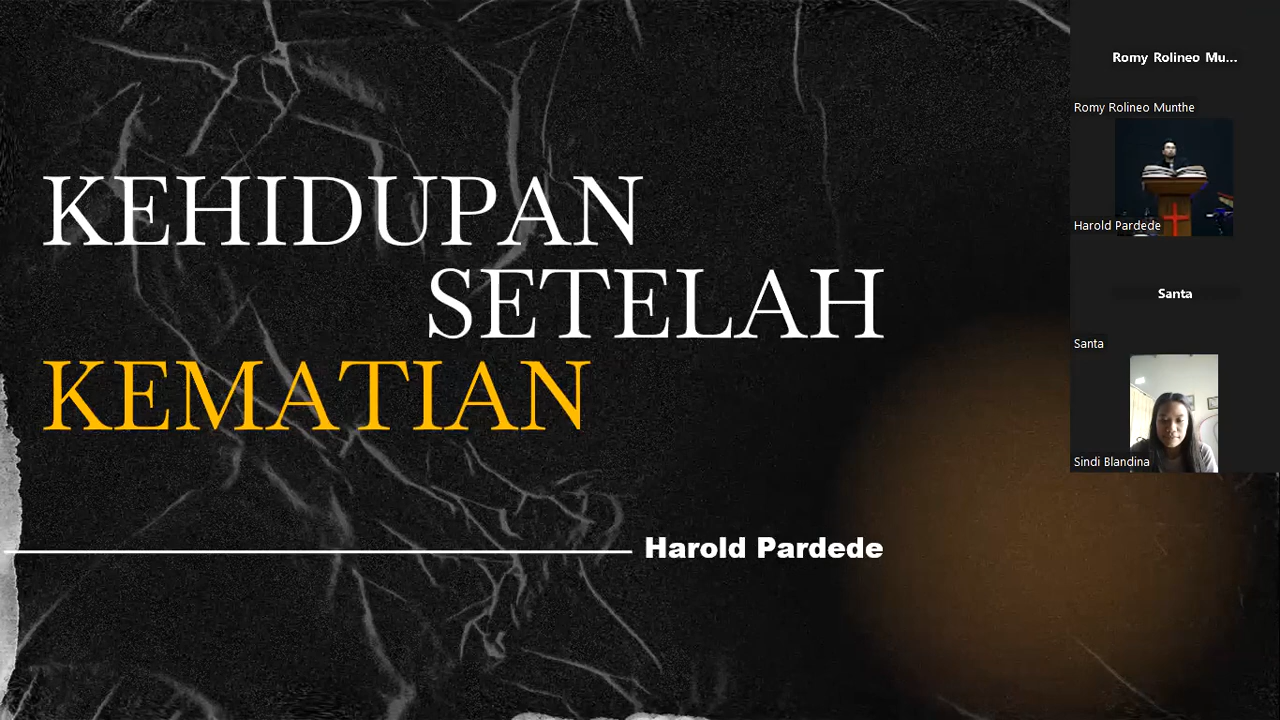 KEHIDUPAN
SETELAH
KEMATIAN
Harold Pardede
Romy Rolineo Mu...
Romy Rolineo Munthe
Harold Pardede
Santa
Santa
Sindi Blandina